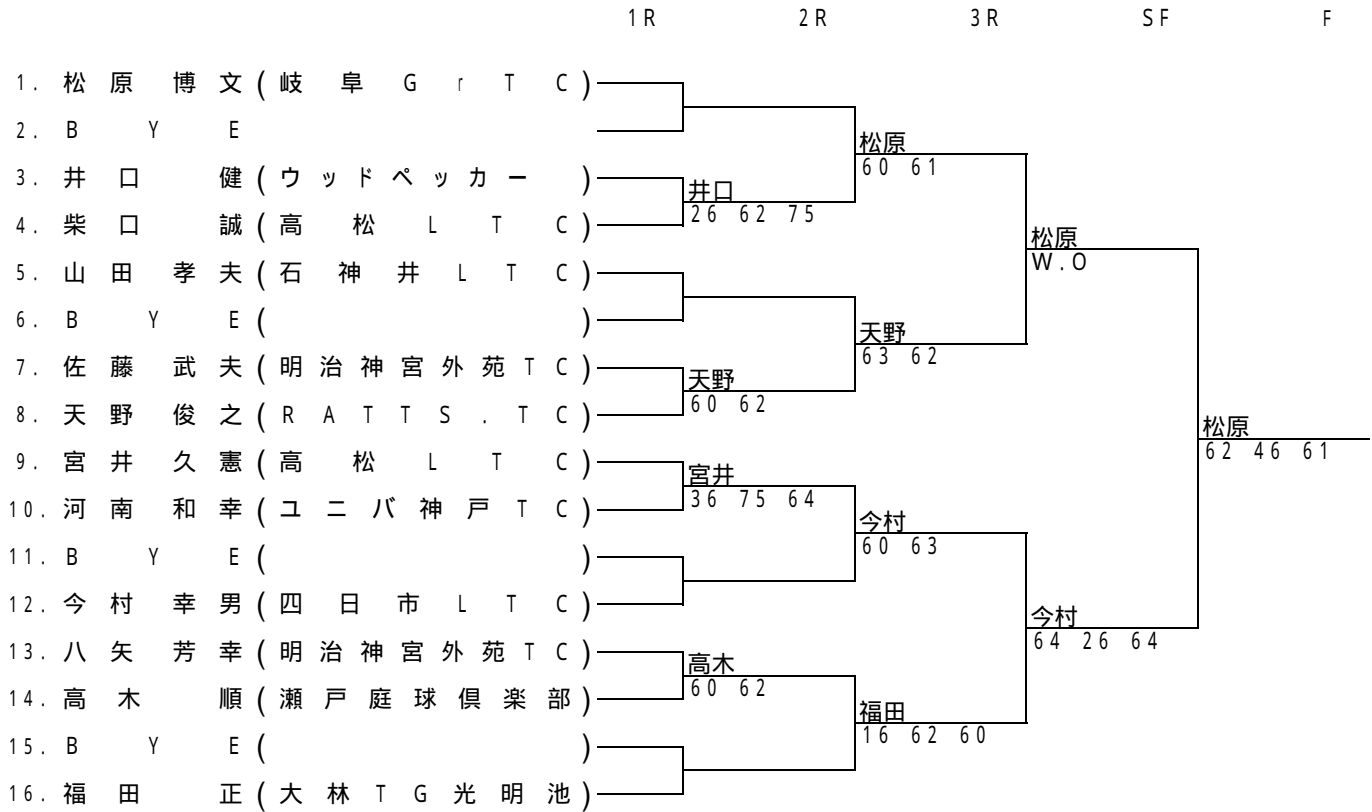 1R 2R 3R SF F
1. 松原 博文(岐阜GrTC)
2. BYE
松原
60 61
3. 井口 健(ウッドペッカー )
井口
26 62 75
4. 柴口 誠(高松LTC)
松原
W.O
5. 山田 孝夫(石神井LTC)
6. BYE( )
天野
63 62
7. 佐藤 武夫(明治神宮外苑TC)
天野
60 62
8. 天野 俊之(RATTS.TC)
松原
62 46 61
9. 宮井 久憲(高松LTC)
宮井
36 75 64
10. 河南 和幸(ユニバ神戸TC)
今村
60 63
11. BYE( )
12. 今村 幸男(四日市LTC)
今村
64 26 64
13. 八矢 芳幸(明治神宮外苑TC)
高木
60 62
14. 高木 順(瀬戸庭球倶楽部)
福田
16 62 60
15. BYE( )
16. 福田 正(大林TG光明池)